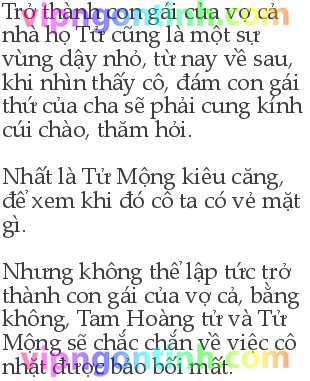 Trở thành con gái của vợ cả
vipngontinh.com
nhà họ Tử cũng là một sự
vùng dậy nhỏ, từ nay về sau,
khi nhìn thấy cô, đám con gái
thứ của cha sẽ phải cung kính
cúi chào, thăm hỏi.
Nhất là Tử Mộng kiêu căng,
để xem khi đó cô ta có vẻ mặt
gì.
Nhưng không thể lập tức trở
thành con gái của vợ cả, bằng
không, Tam Hoàng tử và Tử
Mộng sẽ chắc chắn về việc cô
vipngontinh.com
nhặt được bảo bối mất.